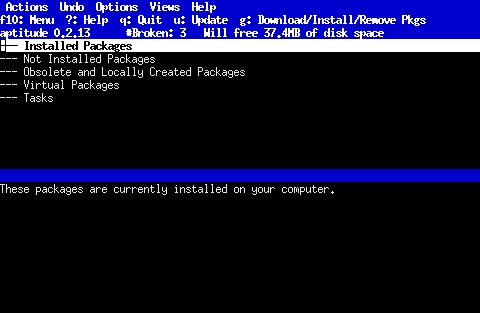 Actions  Undo  Options  Views  Help
f10: Menu  ?: Help  q: Quit  u: Update  g: Download/Install/Remove Pkgs
aptitude 0.2.13     #Broken: 3   Will free 37.4MB of disk space
--- Installed Packages
--- Not Installed Packages
--- Obsolete and Locally Created Packages
--- Virtual Packages
--- Tasks
These packages are currently installed on your computer.